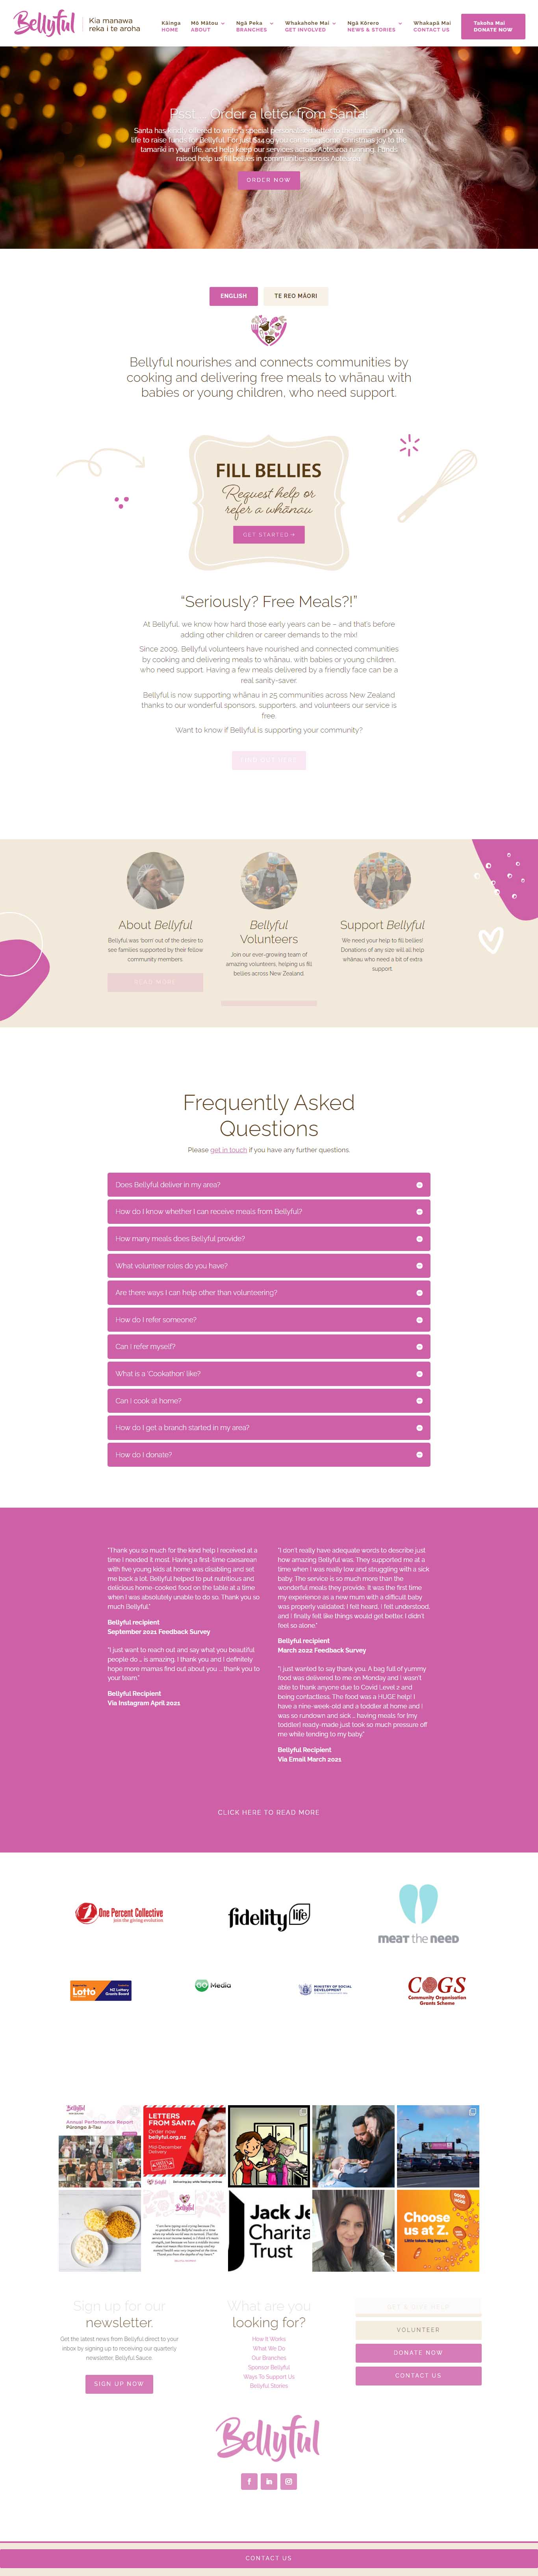 Bellyful
Kia manawa
reka i te aroha
Kāinga
HOME
Mō Mātou
ABOUT
Ngā Peka
BRANCHES
Whakahohe Mai
GET INVOLVED
Ngā Kōrero
NEWS & STORIES
Whakapā Mai
CONTACT US
Takoha Mai
DONATE NOW
Psst... Order a letter from Santa!
Santa has kindly offered to write a special personalised letter to the tamariki in your
life to raise funds for Bellyful. For just $14.99 you can bring some Christmas joy to the
tamariki in your life, and help keep our services across Aotearoa running. Funds
raised help us fill bellies in communities across Aotearoa.
ORDER NOW
ENGLISH
TE REO MĀORI
Bellyful nourishes and connects communities by
cooking and delivering free meals to whānau with
babies or young children, who need support.
FILL BELLIES
Request help or
refer a whānau
GET STARTED →
“Seriously? Free Meals?!”
At Bellyful, we know how hard those early years can be – and that’s before
adding other children or career demands to the mix!
Since 2009, Bellyful volunteers have nourished and connected communities
by cooking and delivering meals to whānau, with babies or young children,
who need support. Having a few meals delivered by a friendly face can be a
real sanity-saver.
Bellyful is now supporting whānau in 25 communities across New Zealand
thanks to our wonderful sponsors, supporters, and volunteers our service is
free.
Want to know if Bellyful is supporting your community?
About Bellyful
Bellyful was ‘born’ out of the desire to
see families supported by their fellow
community members.
READ MORE
Bellyful
Volunteers
Join our ever-growing team of
amazing volunteers, helping us fill
bellies across New Zealand.
Support Bellyful
We need your help to fill bellies!
Donations of any size will all help
whānau who need a bit of extra
support.
Frequently Asked
Questions
Please get in touch if you have any further questions.
Does Bellyful deliver in my area?
How do I know whether I can receive meals from Bellyful?
How many meals does Bellyful provide?
What volunteer roles do you have?
Are there ways I can help other than volunteering?
How do I refer someone?
Can I refer myself?
What is a ‘Cookathon’ like?
Can I cook at home?
How do I get a branch started in my area?
How do I donate?
“Thank you so much for the kind help I received at a
time I needed it most. Having a first-time caesarean
with five young kids at home was disabling and set
me back a lot. Bellyful helped to put nutritious and
delicious home-cooked food on the table at a time
when I was absolutely unable to do so. Thank you so
much Bellyful.”
Bellyful recipient
September 2021 Feedback Survey
“I just want to reach out and say what you beautiful
people do … is amazing. I thank you and I definitely
hope more mamas find out about you … thank you to
your team.”
Bellyful Recipient
Via Instagram April 2021
“I don’t really have adequate words to describe just
how amazing Bellyful was. They supported me at a
time when I was really low and struggling with a sick
baby. The service is so much more than the
wonderful meals they provide. It was the first time
my experience as a new mum with a difficult baby
was properly validated; I felt heard, I felt understood,
and I finally felt like things would get better. I didn’t
feel so alone.”
Bellyful recipient
March 2022 Feedback Survey
“I just wanted to say thank you. A bag full of yummy
food was delivered to me on Monday and I wasn’t
able to thank anyone due to Covid Level 2 and
being contactless. The food was a HUGE help! I
have a nine-week-old and a toddler at home and I
was so rundown and sick … having meals for [my
toddler] ready-made just took so much pressure off
me while tending to my baby.”
Bellyful Recipient
Via Email March 2021
CLICK HERE TO READ MORE
One Percent Collective
Join the giving evolution
fidelity life
meat the need
Lotto
NZ Lottery
Grants Board
GO Media
MINISTRY OF SOCIAL
DEVELOPMENT
COGS
Community Organisation
Grants Scheme
Bellyful
Annual Performance Report
Pūrongo ā-Tau
LETTERS
FROM SANTA
Order now
bellyful.org.nz
Mid-December
Delivery
Jack Je
Charita
Trust
Choose
us at Z.
Little token. Big impact.
Sign up for our
newsletter.
Get the latest news from Bellyful direct to your
inbox by signing up to receiving our quarterly
newsletter, Bellyful Sauce.
SIGN UP NOW
What are you
looking for?
How It Works
What We Do
Our Branches
Sponsor Bellyful
Ways To Support Us
Bellyful Stories
VOLUNTEER
DONATE NOW
CONTACT US
Bellyful
CONTACT US